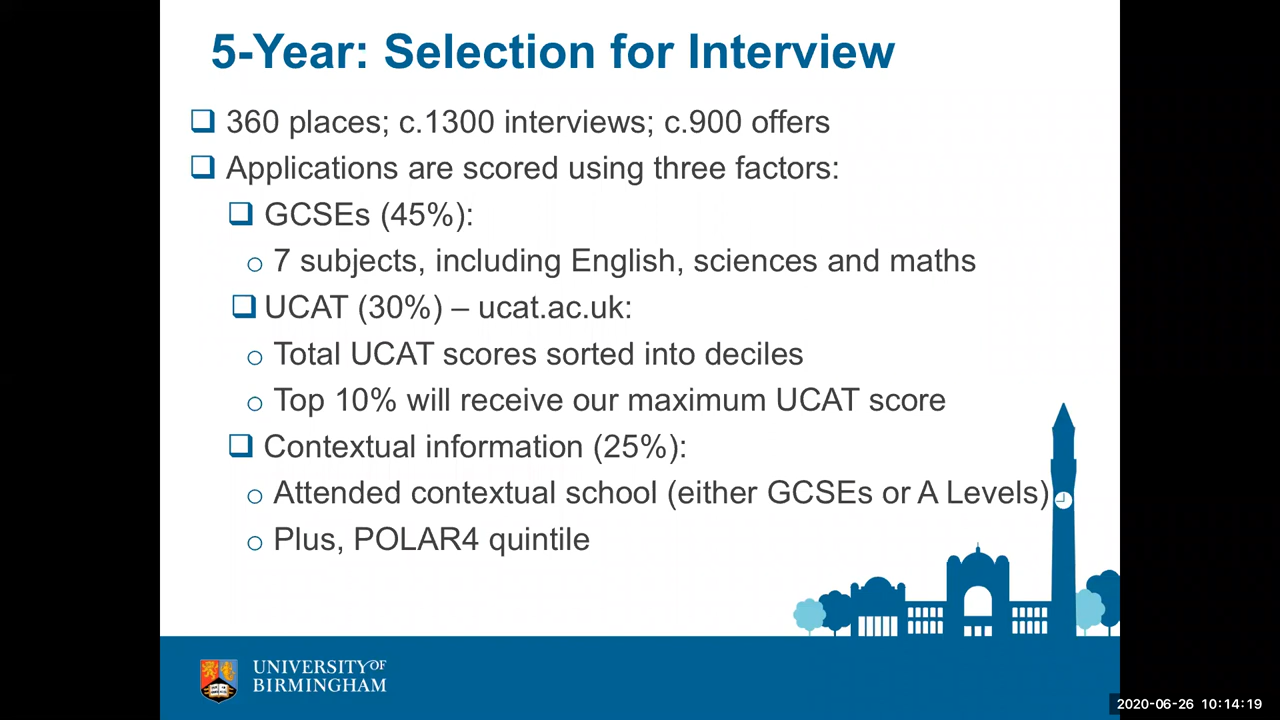 5-Year: Selection for Interview
360 places; c.1300 interviews; c.900 offers
Applications are scored using three factors:
GCSEs (45%):
7 subjects, including English, sciences and maths
UCAT (30%) – ucat.ac.uk:
Total UCAT scores sorted into deciles
Top 10% will receive our maximum UCAT score
Contextual information (25%):
Attended contextual school (either GCSEs or A Levels)
Plus, POLAR4 quintile
UNIVERSITY OF
BIRMINGHAM
2020-06-26 10:14:19